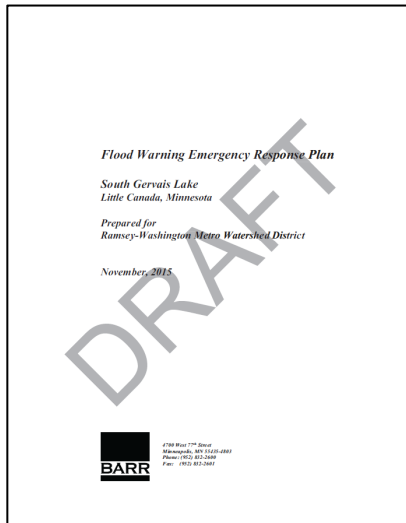 Flood Warning Emergency Response Plan
South Gervais Lake
Little Canada, Minnesota
Prepared for
Ramsey-Washington Metro Watershed District
November, 2015
DRAFT
BARR
4700 West 77th Street
Minneapolis, MN 55435-4803
Phone: (952) 832-2600
Fax: (952) 832-2601